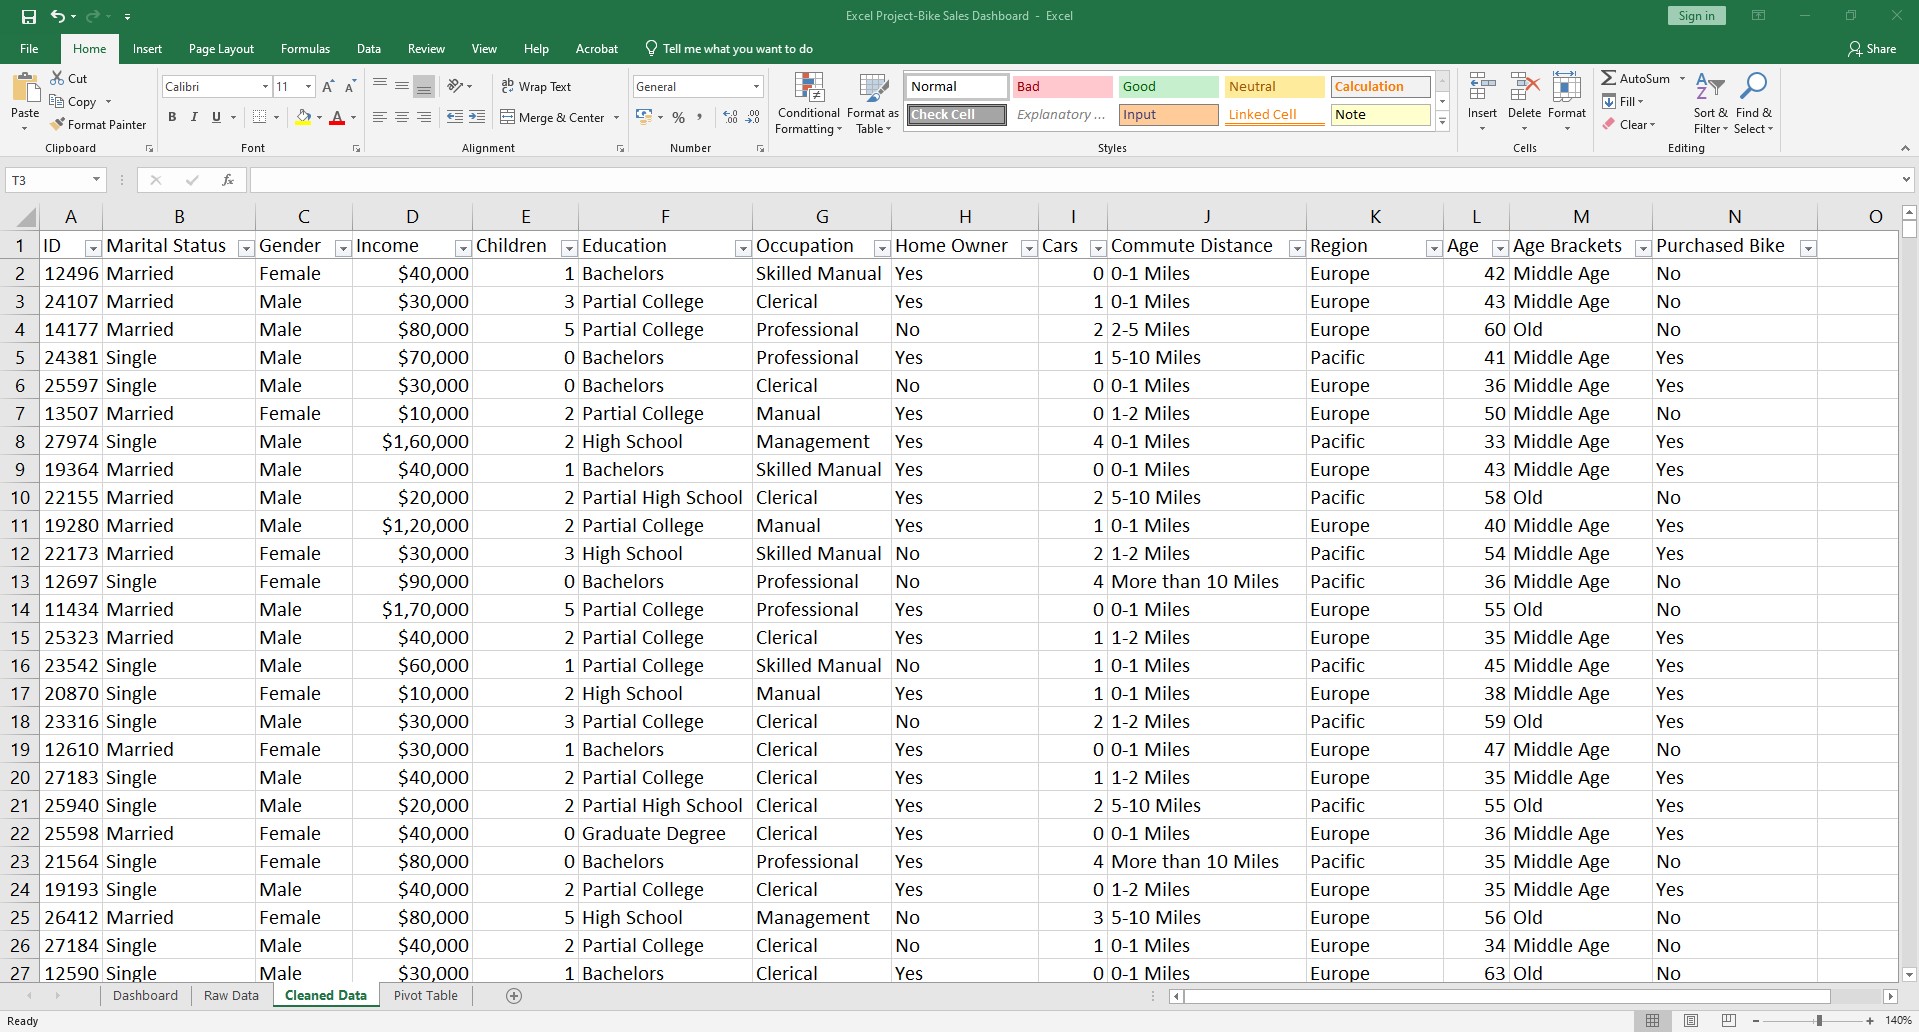 Excel Project-Bike Sales Dashboard - Excel
Sign in
File Home Insert Page Layout Formulas Data Review View Help Acrobat Tell me what you want to do Share
Paste Cut Copy Format Painter Clipboard
Calibri 11 A A B I U A Font
Wrap Text Merge & Center Alignment
General % Number
Conditional Formatting Format as Table
Normal Bad Good Neutral Calculation
Check Cell Explanatory ... Input Linked Cell Note
Styles
Insert Delete Format Cells
AutoSum Fill Clear Sort & Filter Find & Select Editing
T3 fx
A B C D E F G H I J K L M N O
1 ID Marital Status Gender Income Children Education Occupation Home Owner Cars Commute Distance Region Age Age Brackets Purchased Bike
2 12496 Married Female $40,000 1 Bachelors Skilled Manual Yes 0 0-1 Miles Europe 42 Middle Age No
3 24107 Married Male $30,000 3 Partial College Clerical Yes 1 0-1 Miles Europe 43 Middle Age No
4 14177 Married Male $80,000 5 Partial College Professional No 2 2-5 Miles Europe 60 Old No
5 24381 Single Male $70,000 0 Bachelors Professional Yes 1 5-10 Miles Pacific 41 Middle Age Yes
6 25597 Single Male $30,000 0 Bachelors Clerical No 0 0-1 Miles Europe 36 Middle Age Yes
7 13507 Married Female $10,000 2 Partial College Manual Yes 0 1-2 Miles Europe 50 Middle Age No
8 27974 Single Male $1,60,000 2 High School Management Yes 4 0-1 Miles Pacific 33 Middle Age Yes
9 19364 Married Male $40,000 1 Bachelors Skilled Manual Yes 0 0-1 Miles Europe 43 Middle Age Yes
10 22155 Married Male $20,000 2 Partial High School Clerical Yes 2 5-10 Miles Pacific 58 Old No
11 19280 Married Male $1,20,000 2 Partial College Manual Yes 1 0-1 Miles Europe 40 Middle Age Yes
12 22173 Married Female $30,000 3 High School Skilled Manual No 2 1-2 Miles Pacific 54 Middle Age Yes
13 12697 Single Female $90,000 0 Bachelors Professional No 4 More than 10 Miles Pacific 36 Middle Age No
14 11434 Married Male $1,70,000 5 Partial College Professional Yes 0 0-1 Miles Europe 55 Old No
15 25323 Married Male $40,000 2 Partial College Clerical Yes 1 1-2 Miles Europe 35 Middle Age Yes
16 23542 Single Male $60,000 1 Partial College Skilled Manual No 1 0-1 Miles Pacific 45 Middle Age Yes
17 20870 Single Female $10,000 2 High School Manual Yes 1 0-1 Miles Europe 38 Middle Age Yes
18 23316 Single Male $30,000 3 Partial College Clerical No 2 1-2 Miles Pacific 59 Old Yes
19 12610 Married Female $30,000 1 Bachelors Clerical Yes 0 0-1 Miles Europe 47 Middle Age No
20 27183 Single Male $40,000 2 Partial College Clerical Yes 1 1-2 Miles Europe 35 Middle Age Yes
21 25940 Single Male $20,000 2 Partial High School Clerical Yes 2 5-10 Miles Pacific 55 Old Yes
22 25598 Married Female $40,000 0 Graduate Degree Clerical Yes 0 0-1 Miles Europe 36 Middle Age Yes
23 21564 Single Female $80,000 0 Bachelors Professional Yes 4 More than 10 Miles Pacific 35 Middle Age No
24 19193 Single Male $40,000 2 Partial College Clerical Yes 0 1-2 Miles Europe 35 Middle Age Yes
25 26412 Married Female $80,000 5 High School Management No 3 5-10 Miles Europe 56 Old No
26 27184 Single Male $40,000 2 Partial College Clerical No 1 0-1 Miles Europe 34 Middle Age No
27 12590 Single Male $30,000 1 Bachelors Clerical Yes 0 0-1 Miles Europe 63 Old No
Dashboard Raw Data Cleaned Data Pivot Table
Ready 140%